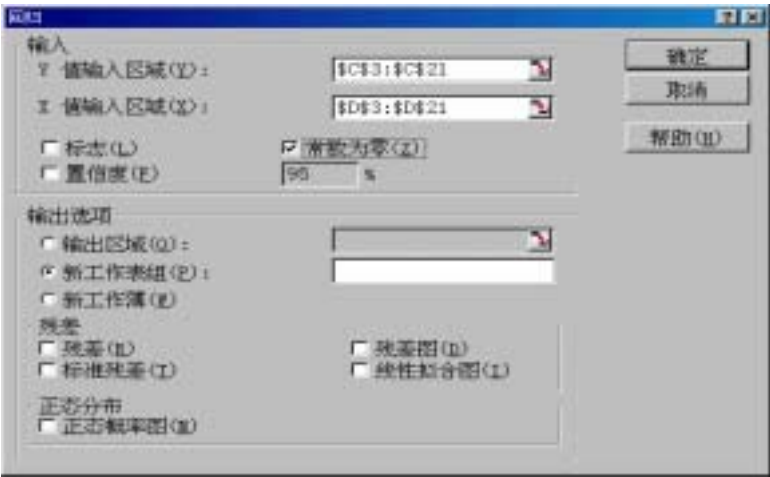 回归
输入
Y 值输入区域(Y): $C$3:$C$21
X 值输入区域(X): $D$3:$D$21
标志(L) 常数为零(Z)
置信度(F) 95 %
输出选项
输出区域(O):
新工作表组(P):
新工作薄(W)
残差
残差(R) 残差图(D)
标准残差(T) 线性拟合图(I)
正态分布
正态概率图(N)
确定
取消
帮助(H)